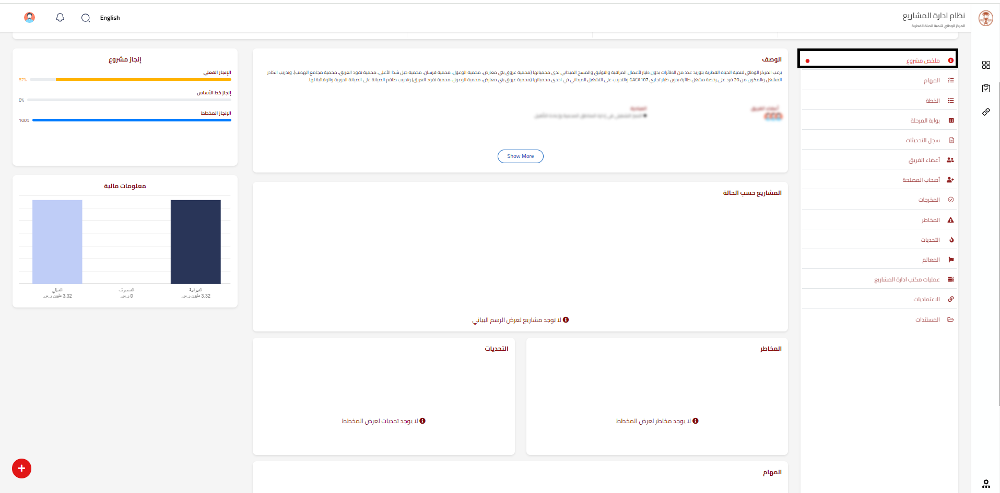 نظام ادارة المشاريع
المركز الوطني لتنمية الحياة الفطرية
English
ملخص مشروع
المهام
الخطة
بوابة المرحلة
سجل التحديثات
أعضاء الفريق
أصحاب المصلحة
المخرجات
المخاطر
التحديات
المعالم
عمليات مكتب ادارة المشاريع
الاعتماديات
المستندات
الوصف
يرغب المركز الوطني لتنمية الحياة الفطرية بتوريد عدد من الطائرات بدون طيار لأعمال المراقبة والتوثيق والمسح الميداني لدى محمياتها (محمية عروق بني معارض، محمية الوعول، محمية فرسان، محمية جبل شدا الأعلى، محمية نفود العريق، محمية مجامع الهضب)، وتدريب الكادر
المشغل والمكون من 20 فرد على رخصة مشغل طائرة بدون طيار تجاري GACA107 والتدريب على التشغيل الميداني في احدى محمياتها (محمية عروق بني معارض، محمية الوعول، محمية نفود العريق) وتدريب طاقم الصيانة على الصيانة الدورية والوقائية لها.
أعضاء الفريق
Show More
المشاريع حسب الحالة
لا توجد مشاريع لعرض الرسم البياني
المخاطر
لا يوجد مخاطر لعرض المخطط
التحديات
لا يوجد تحديات لعرض المخطط
المهام
إنجاز مشروع
الإنجاز الفعلي
87%
إنجاز خط الأساس
0%
الإنجاز المخطط
100%
معلومات مالية
الميزانية
3.32 مليون ر.س.
المنصرف
0 ر.س.
المتبقي
3.32 مليون ر.س.